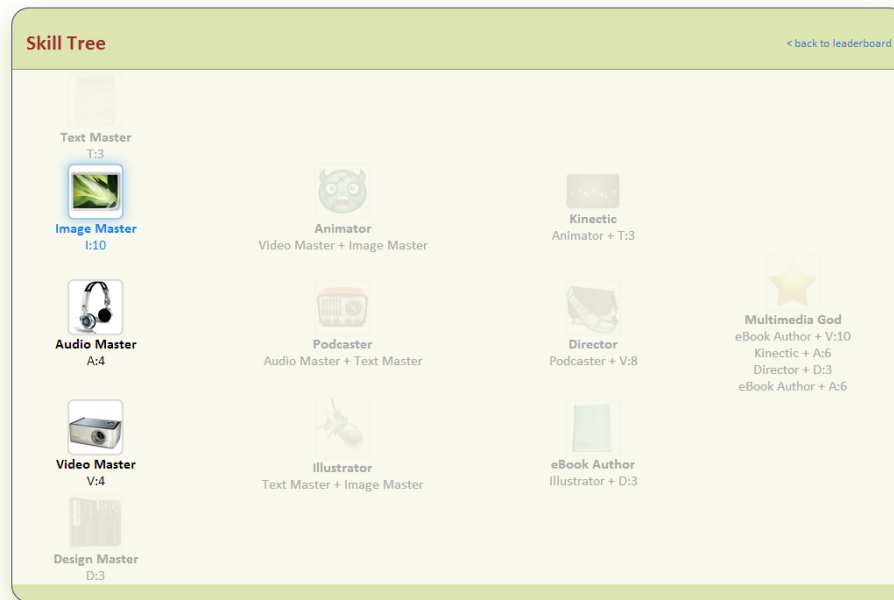 Skill Tree
< back to leaderboard
Text Master
T:3
Image Master
I:10
Animator
Video Master + Image Master
Kinectic
Animator + T:3
Audio Master
A:4
Podcaster
Audio Master + Text Master
Director
Podcaster + V:8
Multimedia God
eBook Author + V:10
Kinectic + A:6
Director + D:3
eBook Author + A:6
Video Master
V:4
Illustrator
Text Master + Image Master
eBook Author
Illustrator + D:3
Design Master
D:3